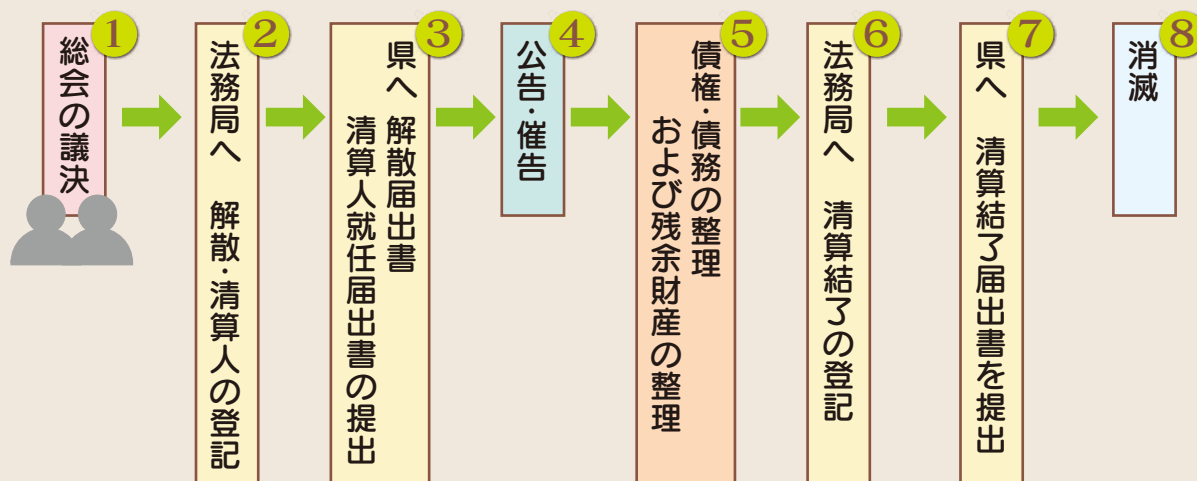 1
総会の議決
2
法務局へ 解散・清算人の登記
3
県へ 解散届出書
清算人就任届出書の提出
4
公告・催告
5
債権・債務の整理
および残余財産の整理
6
法務局へ 清算結了の登記
7
県へ 清算結了届出書を提出
8
消滅